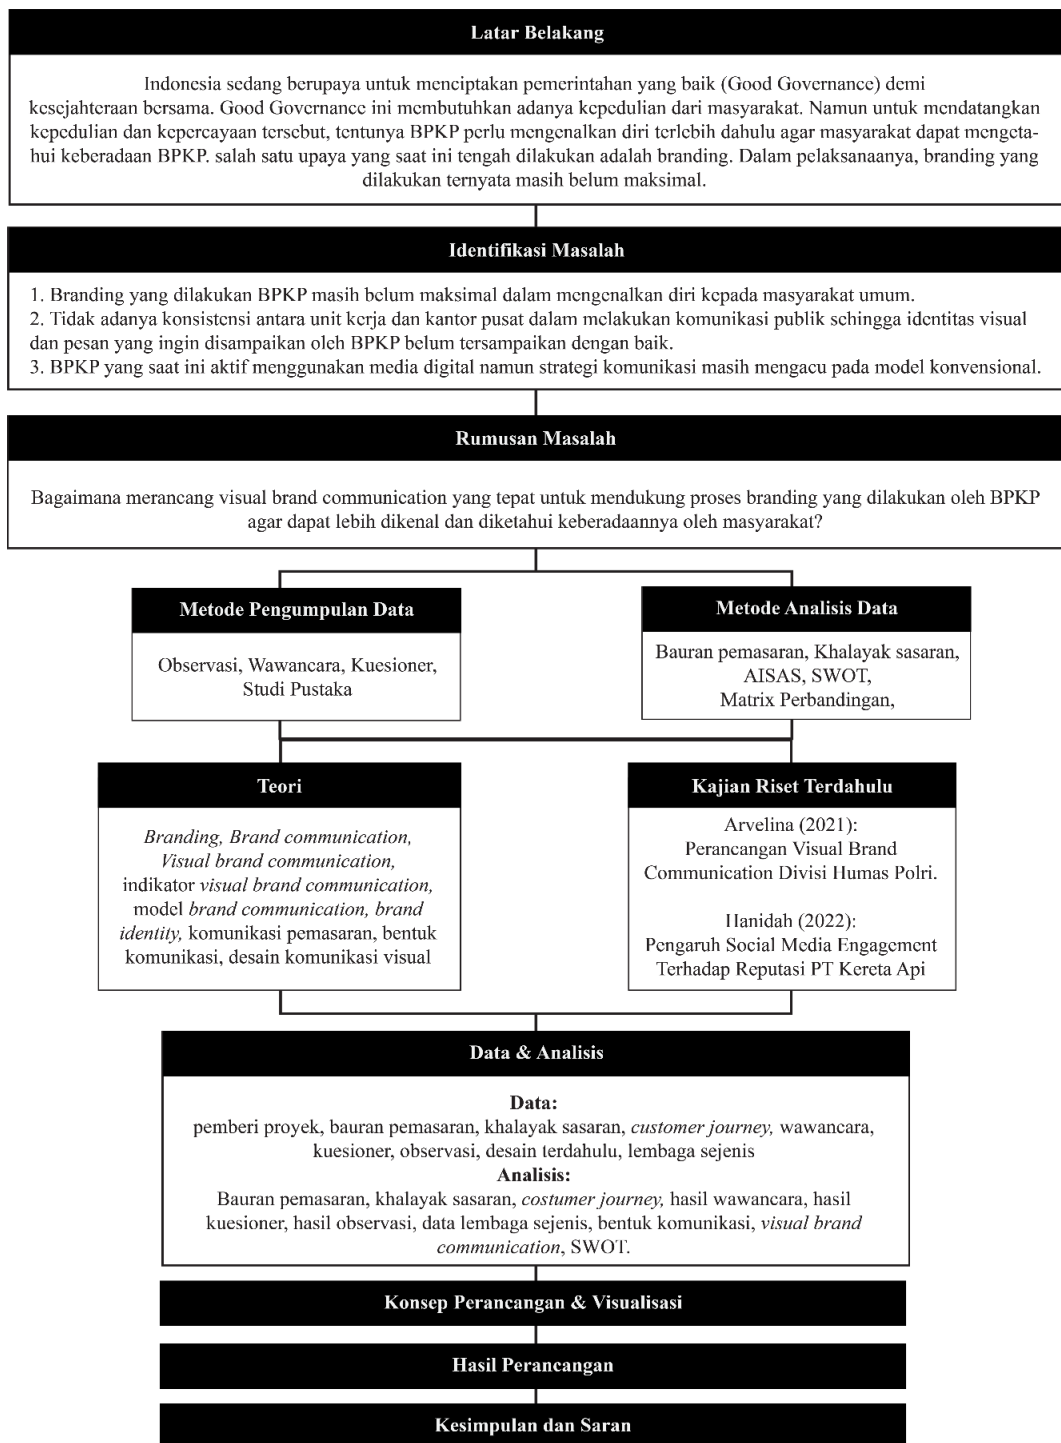 Latar Belakang
Indonesia sedang berupaya untuk menciptakan pemerintahan yang baik (Good Governance) demi
kesejahteraan bersama. Good Governance ini membutuhkan adanya kepedulian dari masyarakat. Namun untuk mendatangkan
kepedulian dan kepercayaan tersebut, tentunya BPKP perlu mengenalkan diri terlebih dahulu agar masyarakat dapat mengeta-
hui keberadaan BPKP. salah satu upaya yang saat ini tengah dilakukan adalah branding. Dalam pelaksanaanya, branding yang
dilakukan ternyata masih belum maksimal.
Identifikasi Masalah
1. Branding yang dilakukan BPKP masih belum maksimal dalam mengenalkan diri kepada masyarakat umum.
2. Tidak adanya konsistensi antara unit kerja dan kantor pusat dalam melakukan komunikasi publik sehingga identitas visual
dan pesan yang ingin disampaikan oleh BPKP belum tersampaikan dengan baik.
3. BPKP yang saat ini aktif menggunakan media digital namun strategi komunikasi masih mengacu pada model konvensional.
Rumusan Masalah
Bagaimana merancang visual brand communication yang tepat untuk mendukung proses branding yang dilakukan oleh BPKP
agar dapat lebih dikenal dan diketahui keberadaannya oleh masyarakat?
Metode Pengumpulan Data
Observasi, Wawancara, Kuesioner,
Studi Pustaka
Metode Analisis Data
Bauran pemasaran, Khalayak sasaran,
AISAS, SWOT,
Matrix Perbandingan,
Teori
Branding, Brand communication,
Visual brand communication,
indikator visual brand communication,
model brand communication, brand
identity, komunikasi pemasaran, bentuk
komunikasi, desain komunikasi visual
Kajian Riset Terdahulu
Arvelina (2021):
Perancangan Visual Brand
Communication Divisi Humas Polri.
Hanidah (2022):
Pengaruh Social Media Engagement
Terhadap Reputasi PT Kereta Api
Data & Analisis
Data:
pemberi proyek, bauran pemasaran, khalayak sasaran, customer journey, wawancara,
kuesioner, observasi, desain terdahulu, lembaga sejenis
Analisis:
Bauran pemasaran, khalayak sasaran, costumer journey, hasil wawancara, hasil
kuesioner, hasil observasi, data lembaga sejenis, bentuk komunikasi, visual brand
communication, SWOT.
Konsep Perancangan & Visualisasi
Hasil Perancangan
Kesimpulan dan Saran